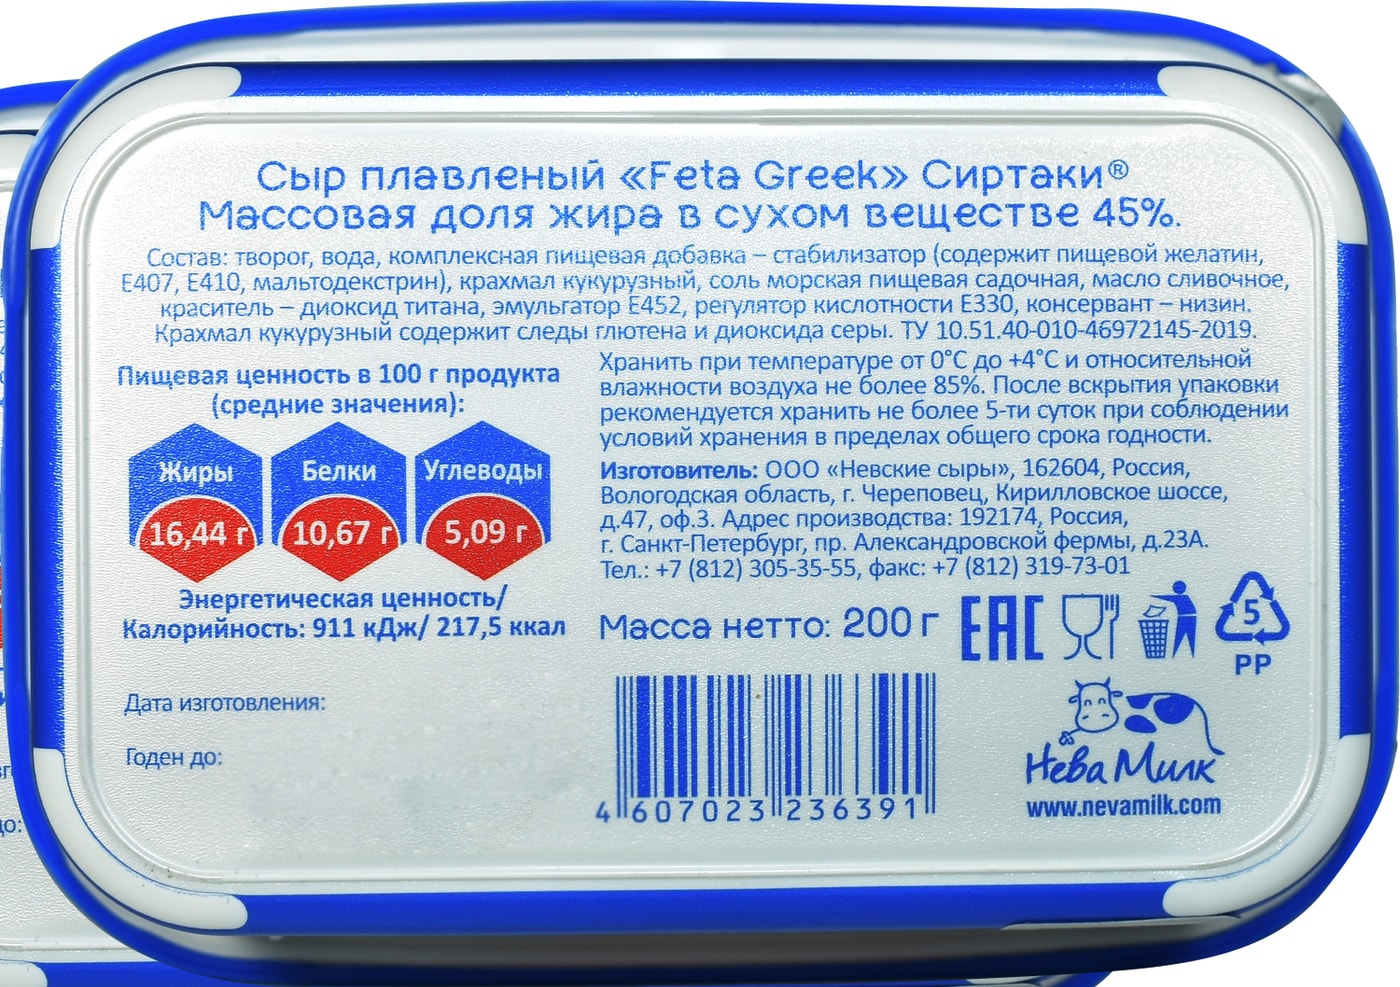 Сыр плавленый «Feta Greek» Сиртаки®
Массовая доля жира в сухом веществе 45%.
Состав: творог, вода, комплексная пищевая добавка – стабилизатор (содержит пищевой желатин,
Е407, Е410, мальтодекстрин), крахмал кукурузный, соль морская пищевая садочная, масло сливочное,
краситель – диоксид титана, эмульгатор Е452, регулятор кислотности Е330, консервант – низин.
Крахмал кукурузный содержит следы глютена и диоксида серы. ТУ 10.51.40-010-46972145-2019.
Пищевая ценность в 100 г продукта
(средние значения):
Жиры Белки Углеводы
16,44 г 10,67 г 5,09 г
Энергетическая ценность/
Калорийность: 911 кДж/ 217,5 ккал
Дата изготовления:
Годен до:
Хранить при температуре от 0°С до +4°С и относительной
влажности воздуха не более 85%. После вскрытия упаковки
рекомендуется хранить не более 5-ти суток при соблюдении
условий хранения в пределах общего срока годности.
Изготовитель: ООО «Невские сыры», 162604, Россия,
Вологодская область, г. Череповец, Кирилловское шоссе,
д.47, оф.3. Адрес производства: 192174, Россия,
г. Санкт-Петербург, пр. Александровской фермы, д.23А.
Тел.: +7 (812) 305-35-55, факс: +7 (812) 319-73-01
Масса нетто: 200 г EAC 5
PP
4 607023 236391
Нева Милк
www.nevamilk.com